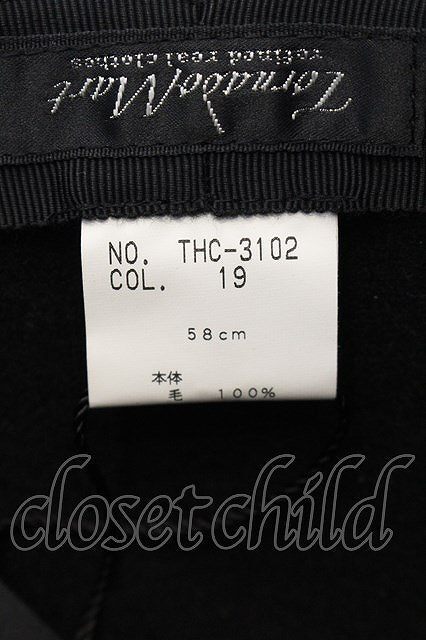 TornadoMart
refined real clothes
NO. THC-3102
COL. 19
58cm
本体
毛 100%
closetchild